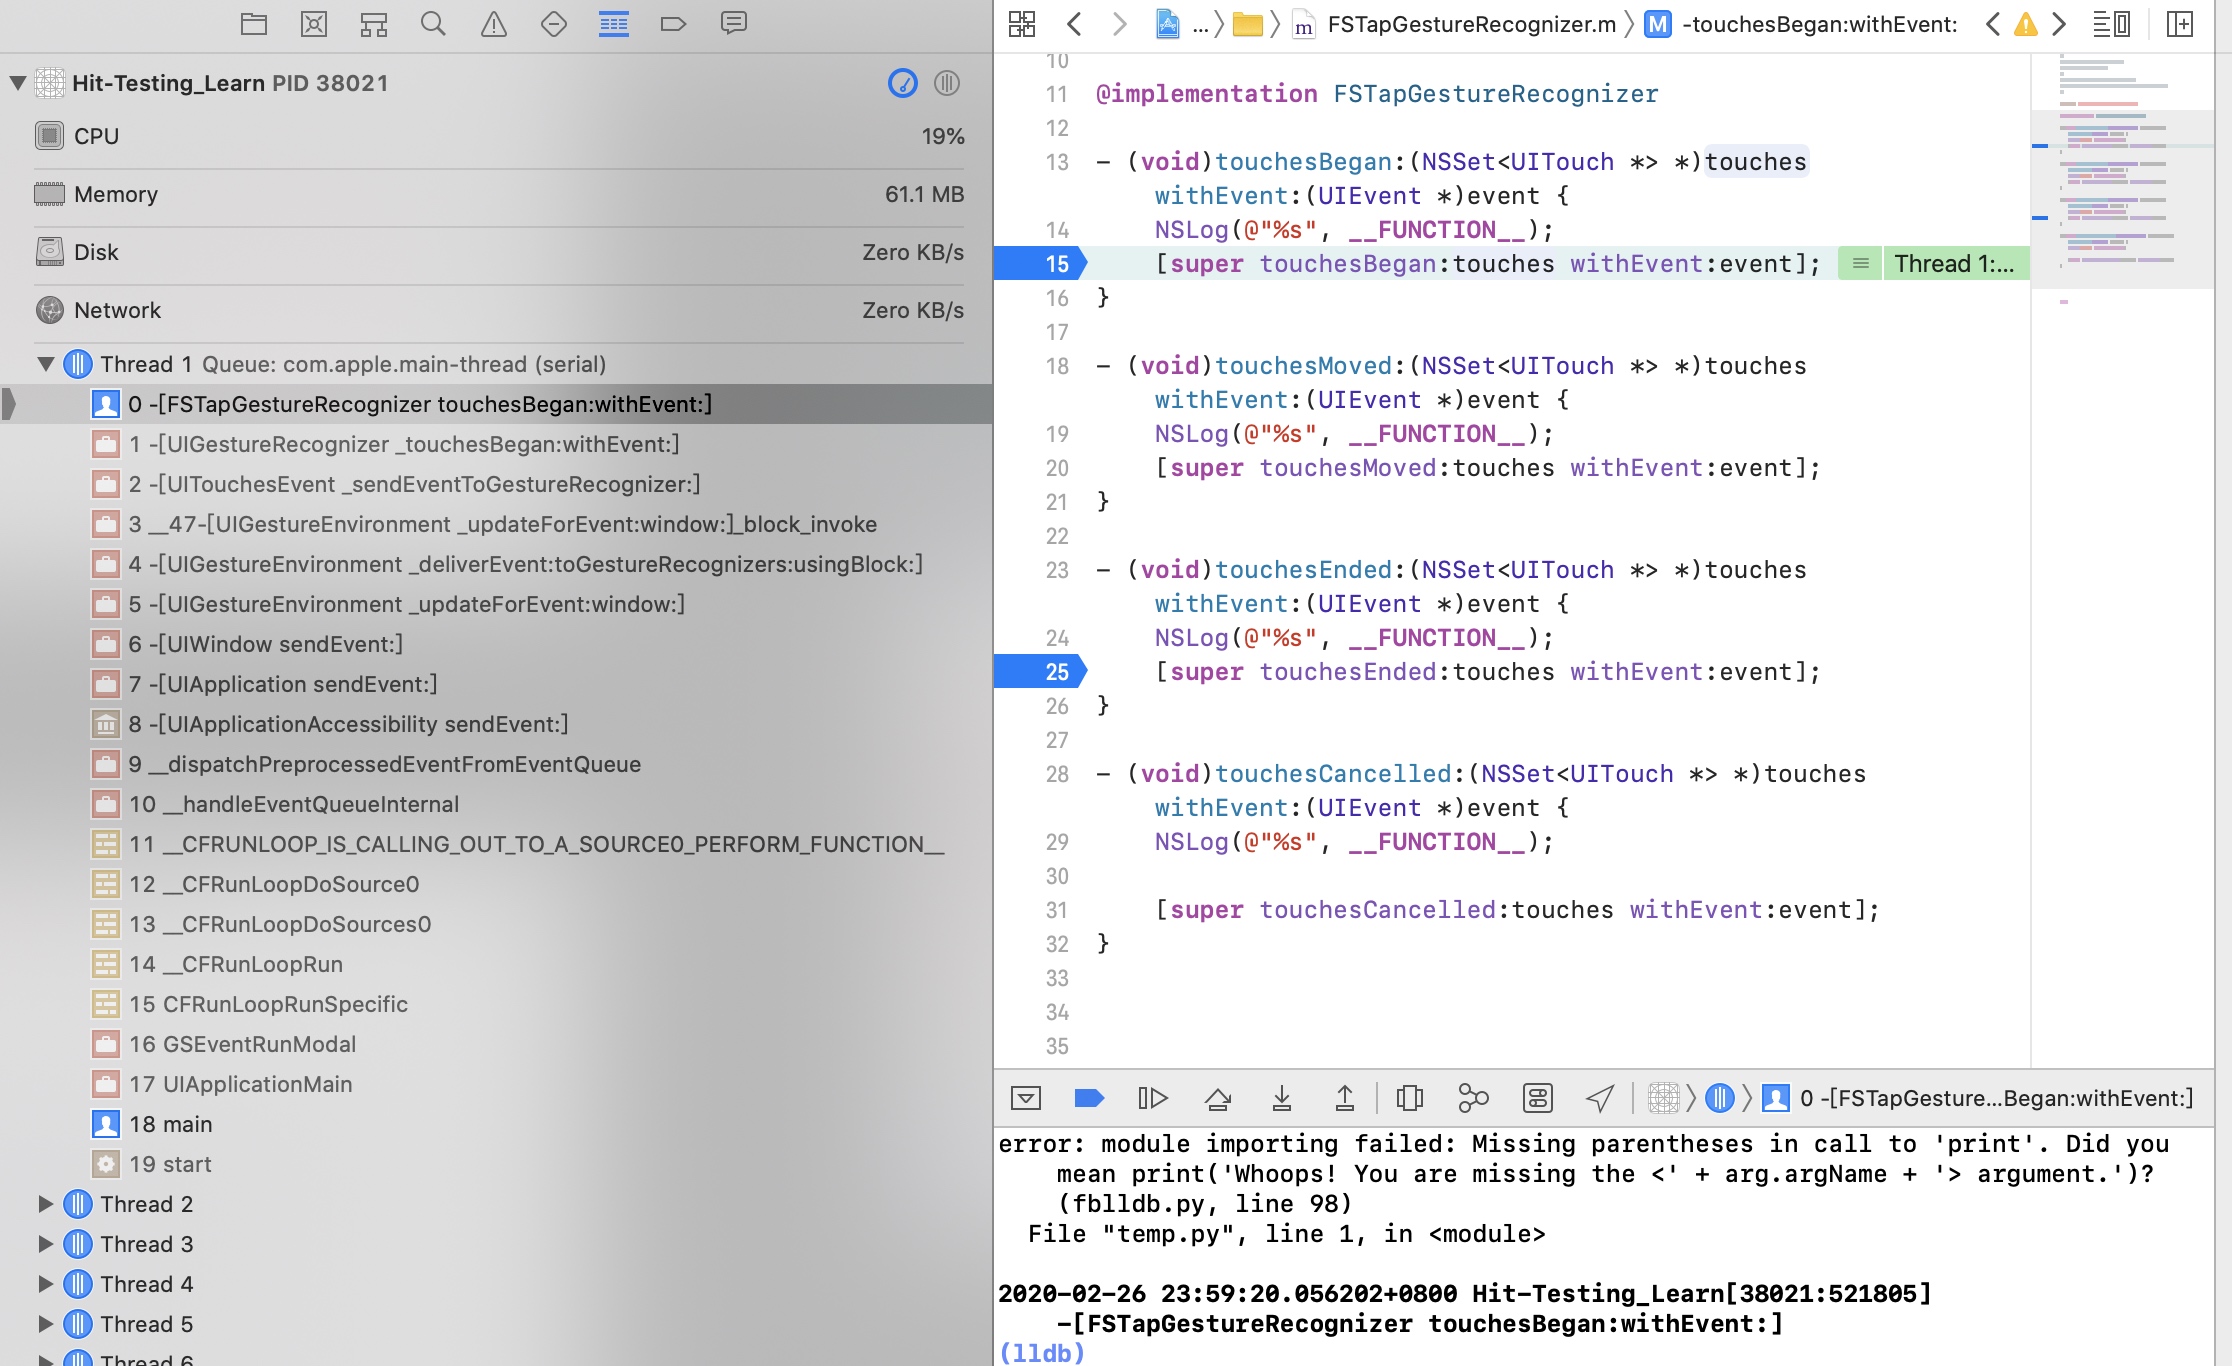 Hit-Testing_Learn PID 38021
CPU 19%
Memory 61.1 MB
Disk Zero KB/s
Network Zero KB/s
Thread 1 Queue: com.apple.main-thread (serial)
0 -[FSTapGestureRecognizer touchesBegan:withEvent:]
1 -[UIGestureRecognizer _touchesBegan:withEvent:]
2 -[UITouchesEvent _sendEventToGestureRecognizer:]
3 __47-[UIGestureEnvironment _updateForEvent:window:]_block_invoke
4 -[UIGestureEnvironment _deliverEvent:toGestureRecognizers:usingBlock:]
5 -[UIGestureEnvironment _updateForEvent:window:]
6 -[UIWindow sendEvent:]
7 -[UIApplication sendEvent:]
8 -[UIApplicationAccessibility sendEvent:]
9 __dispatchPreprocessedEventFromEventQueue
10 __handleEventQueueInternal
11 __CFRUNLOOP_IS_CALLING_OUT_TO_A_SOURCE0_PERFORM_FUNCTION__
12 __CFRunLoopDoSource0
13 __CFRunLoopDoSources0
14 __CFRunLoopRun
15 CFRunLoopRunSpecific
16 GSEventRunModal
17 UIApplicationMain
18 main
19 start
Thread 2
Thread 3
Thread 4
Thread 5
Thread 6
... m FSTapGestureRecognizer.m M -touchesBegan:withEvent:
10
11 @implementation FSTapGestureRecognizer
12
13 - (void)touchesBegan:(NSSet<UITouch *> *)touches
withEvent:(UIEvent *)event {
14 NSLog(@"%s", __FUNCTION__);
15 [super touchesBegan:touches withEvent:event]; Thread 1:...
16 }
17
18 - (void)touchesMoved:(NSSet<UITouch *> *)touches
withEvent:(UIEvent *)event {
19 NSLog(@"%s", __FUNCTION__);
20 [super touchesMoved:touches withEvent:event];
21 }
22
23 - (void)touchesEnded:(NSSet<UITouch *> *)touches
withEvent:(UIEvent *)event {
24 NSLog(@"%s", __FUNCTION__);
25 [super touchesEnded:touches withEvent:event];
26 }
27
28 - (void)touchesCancelled:(NSSet<UITouch *> *)touches
withEvent:(UIEvent *)event {
29 NSLog(@"%s", __FUNCTION__);
30
31 [super touchesCancelled:touches withEvent:event];
32 }
33
34
35
0 -[FSTapGesture...Began:withEvent:]
error: module importing failed: Missing parentheses in call to 'print'. Did you
mean print('Whoops! You are missing the <' + arg.argName + '> argument.')?
(fblldb.py, line 98)
File "temp.py", line 1, in <module>
2020-02-26 23:59:20.056202+0800 Hit-Testing_Learn[38021:521805]
-[FSTapGestureRecognizer touchesBegan:withEvent:]
(lldb)